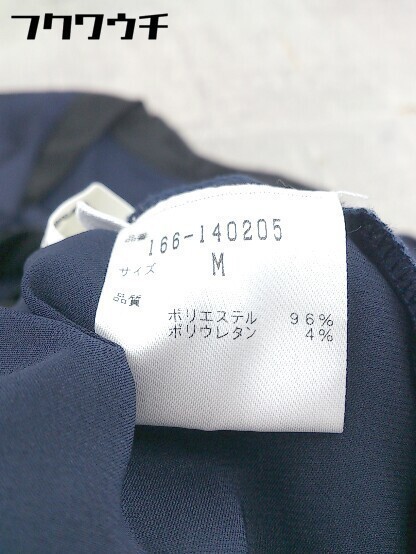 フクワウチ
品番 166-140205
サイズ M
品質
ポリエステル 96%
ポリウレタン 4%